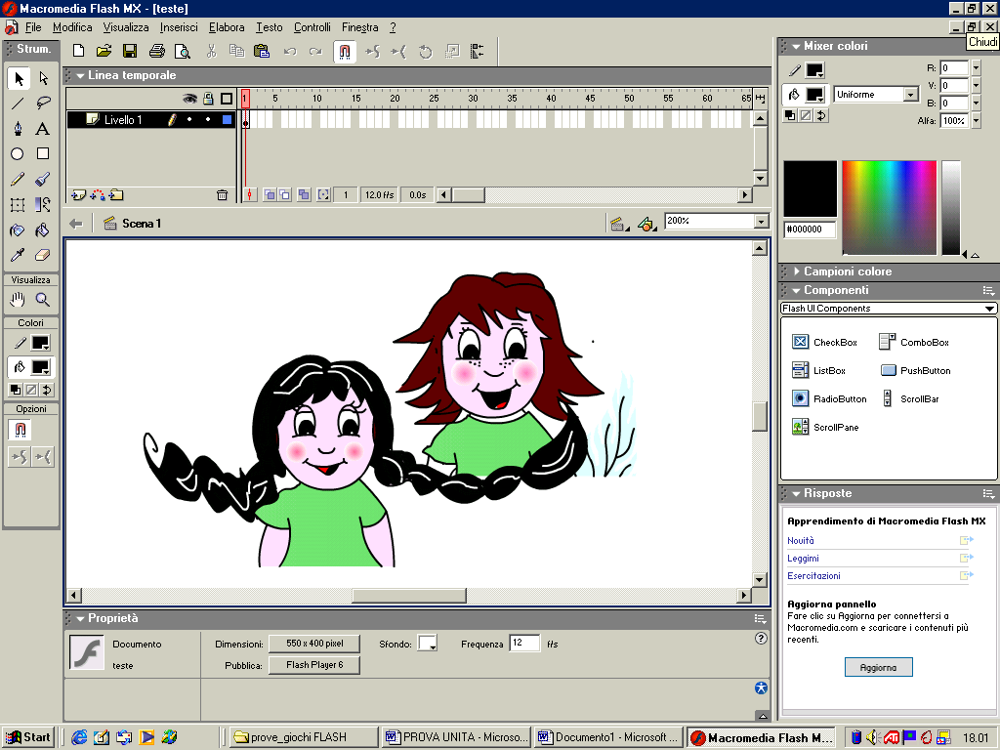 Macromedia Flash MX - [teste]
File Modifica Visualizza Inserisci Elabora Testo Controlli Finestra ?
Chiudi
Strum.
Linea temporale
1 5 10 15 20 25 30 35 40 45 50 55 60 65
Livello 1
1 12.0 f/s 0.0s
Scena 1
200%
Visualizza
Colori
Opzioni
Mixer colori
R: 0
V: 0
B: 0
Alfa: 100%
Uniforme
#000000
Campioni colore
Componenti
Flash UI Components
CheckBox ComboBox
ListBox PushButton
RadioButton ScrollBar
ScrollPane
Risposte
Apprendimento di Macromedia Flash MX
Novità
Leggimi
Esercitazioni
Aggiorna pannello
Fare clic su Aggiorna per connettersi a
Macromedia.com e scaricare i contenuti più
recenti.
Aggiorna
Proprietà
Documento
teste
Dimensioni: 550 x 400 pixel Sfondo: Frequenza 12 f/s
Pubblica: Flash Player 6
Start prove_giochi FLASH PROVA UNITA - Microso... Documento1 - Microsoft ... Macromedia Flash M... 18.01